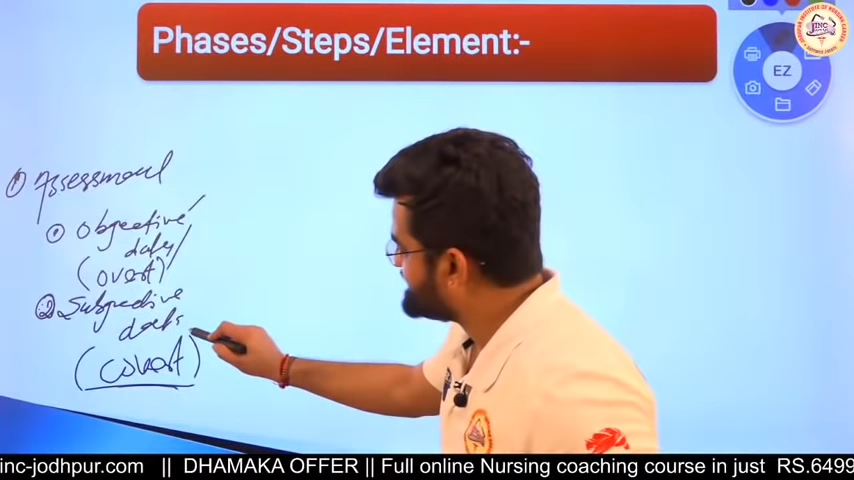 Phases/Steps/Element:-
① Assessment
① Objective
data
(overt)
② Subjective
data
(covert)
EZ
JINC
inc-jodhpur.com || DHAMAKA OFFER || Full online Nursing coaching course in just RS.6499